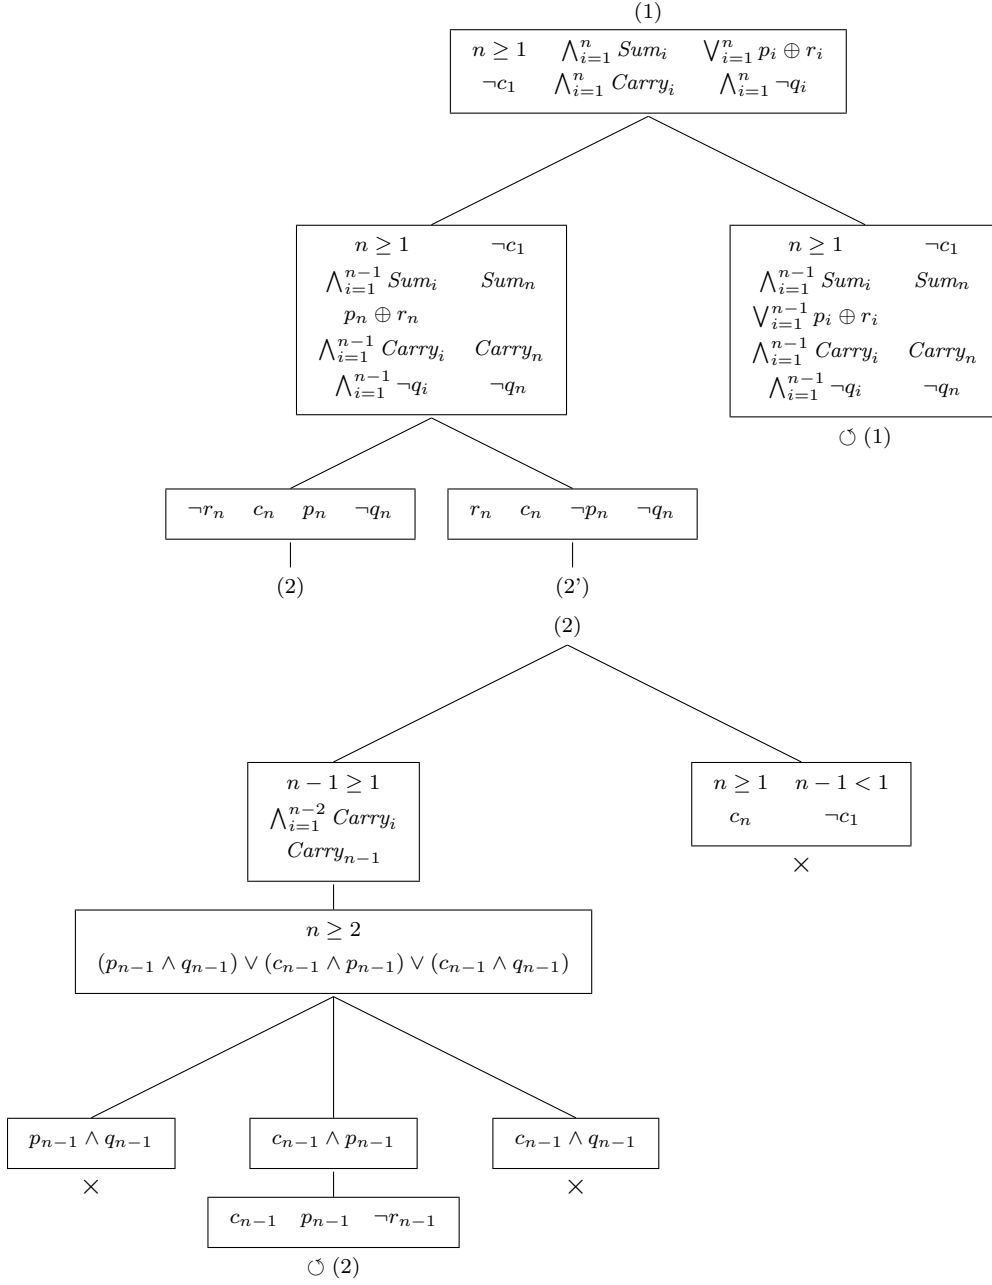 (1)
n ≥ 1 ⋀_{i=1}^{n} Sum_i ⋁_{i=1}^{n} p_i ⊕ r_i
¬c_1 ⋀_{i=1}^{n} Carry_i ⋀_{i=1}^{n} ¬q_i
n ≥ 1 ¬c_1
⋀_{i=1}^{n−1} Sum_i Sum_n
p_n ⊕ r_n
⋀_{i=1}^{n−1} Carry_i Carry_n
⋀_{i=1}^{n−1} ¬q_i ¬q_n
n ≥ 1 ¬c_1
⋀_{i=1}^{n−1} Sum_i Sum_n
⋁_{i=1}^{n−1} p_i ⊕ r_i
⋀_{i=1}^{n−1} Carry_i Carry_n
⋀_{i=1}^{n−1} ¬q_i ¬q_n
↺ (1)
¬r_n c_n p_n ¬q_n
r_n c_n ¬p_n ¬q_n
(2)
(2’)
(2)
n − 1 ≥ 1
⋀_{i=1}^{n−2} Carry_i
Carry_{n−1}
n ≥ 1 n − 1 < 1
c_n ¬c_1
×
n ≥ 2
(p_{n−1} ∧ q_{n−1}) ∨ (c_{n−1} ∧ p_{n−1}) ∨ (c_{n−1} ∧ q_{n−1})
p_{n−1} ∧ q_{n−1}
×
c_{n−1} ∧ p_{n−1}
c_{n−1} ∧ q_{n−1}
×
c_{n−1} p_{n−1} ¬r_{n−1}
↺ (2)